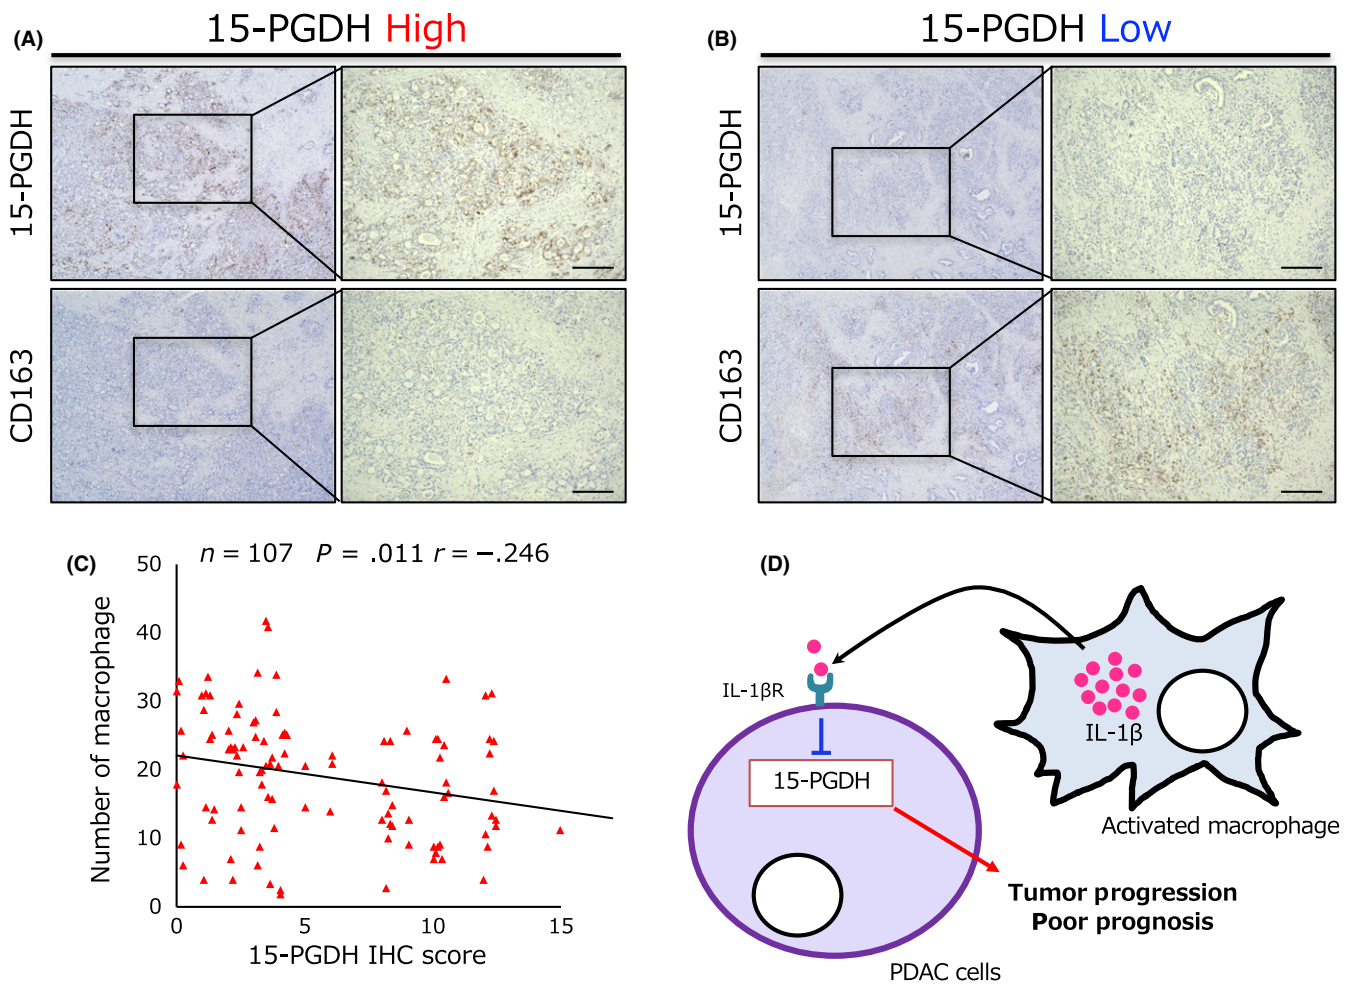 (A)
15-PGDH High
15-PGDH
CD163
(B)
15-PGDH Low
15-PGDH
CD163
(C)
n = 107 P = .011 r = −.246
Number of macrophage
50
40
30
20
10
0
0 5 10 15
15-PGDH IHC score
(D)
IL-1βR
IL-1β
15-PGDH
Activated macrophage
Tumor progression
Poor prognosis
PDAC cells